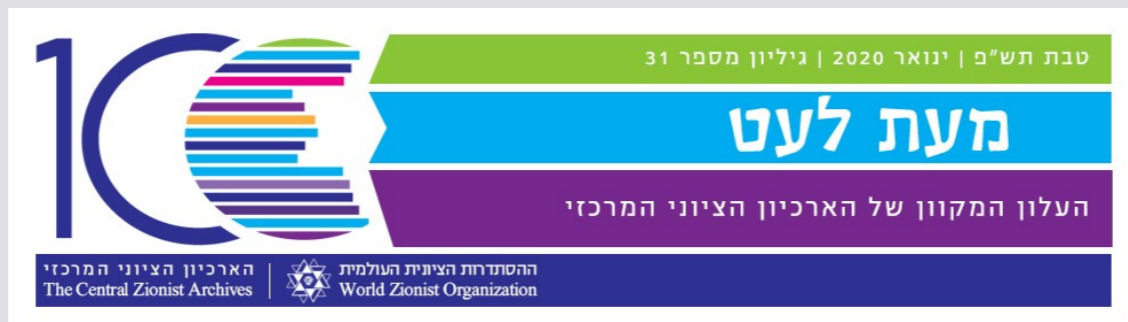 100
טבת תש"פ | ינואר 2020 | גיליון מספר 31
מעת לעט
העלון המקוון של הארכיון הציוני המרכזי
ההסתדרות הציונית העולמית | הארכיון הציוני המרכזי
The Central Zionist Archives | World Zionist Organization